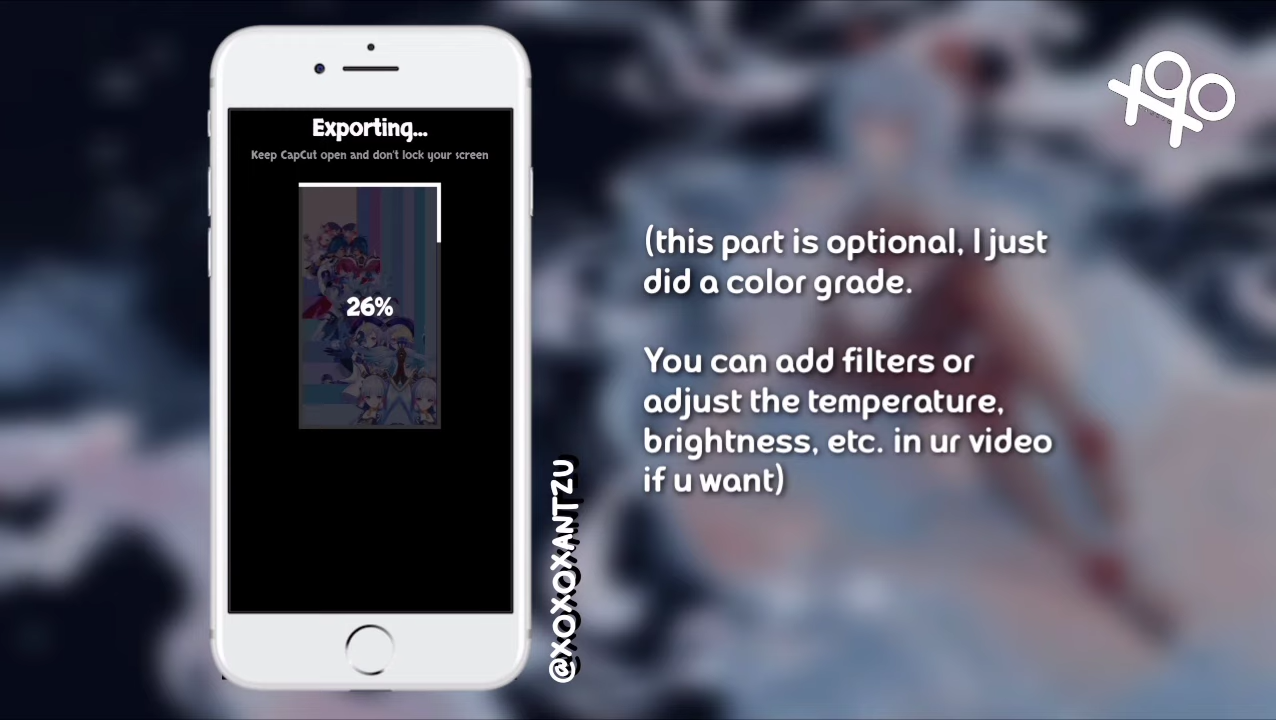 Exporting...
Keep CapCut open and don't lock your screen
26%
@XOXOXANTZU
(this part is optional, I just
did a color grade.
You can add filters or
adjust the temperature,
brightness, etc. in ur video
if u want)